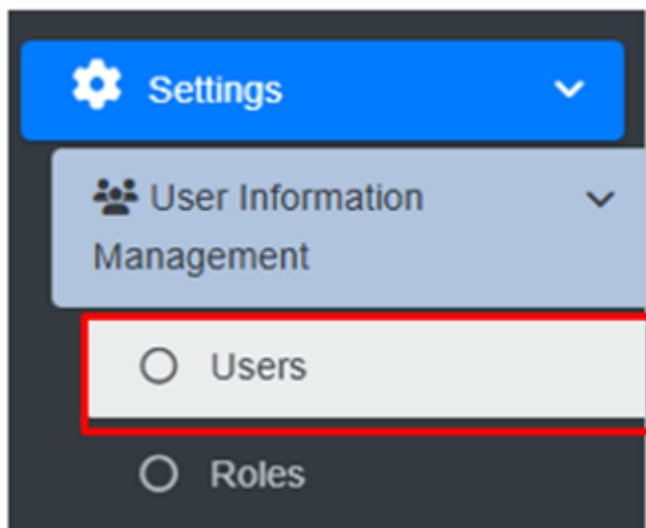 Settings
User Information
Management
Users
Roles